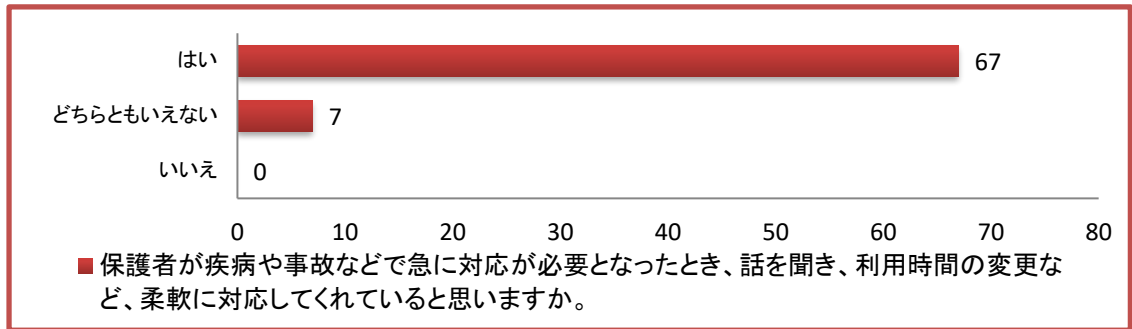 はい 67
どちらともいえない 7
いいえ 0
0 10 20 30 40 50 60 70 80
保護者が疾病や事故などで急に対応が必要となったとき、話を聞き、利用時間の変更な
ど、柔軟に対応してくれていると思いますか。